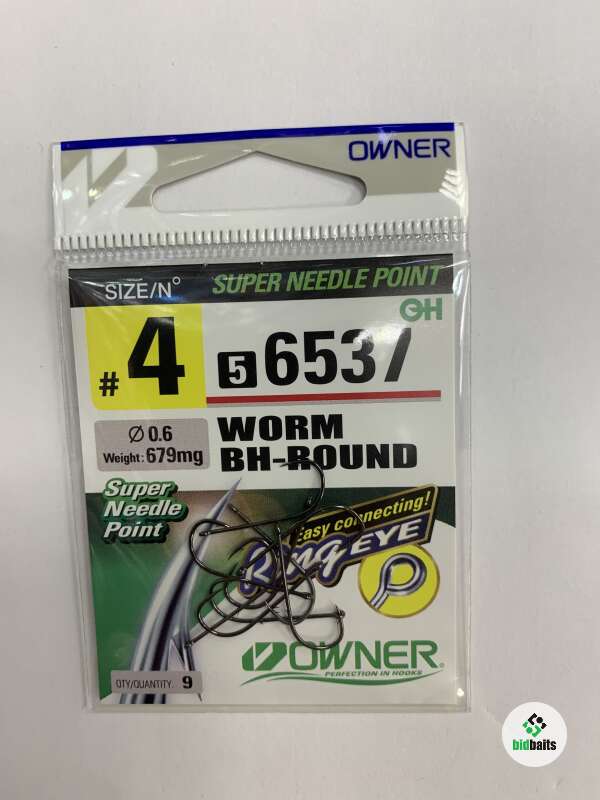 OWNER
SIZE/N°
SUPER NEEDLE POINT
GH
#4
5 6537
Ø 0.6
Weight: 679mg
WORM
BH-ROUND
Super
Needle
Point
Easy connecting!
Ring EYE
OWNER®
PERFECTION IN HOOKS
QTY/QUANTITY 9
bidbaits